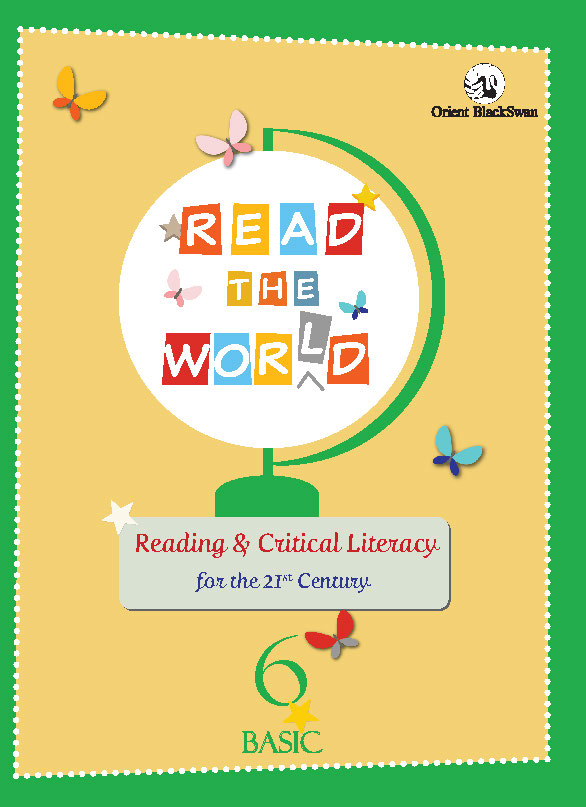 Orient BlackSwan
READ
THE
WORLD
Reading & Critical Literacy
for the 21st Century
6
BASIC